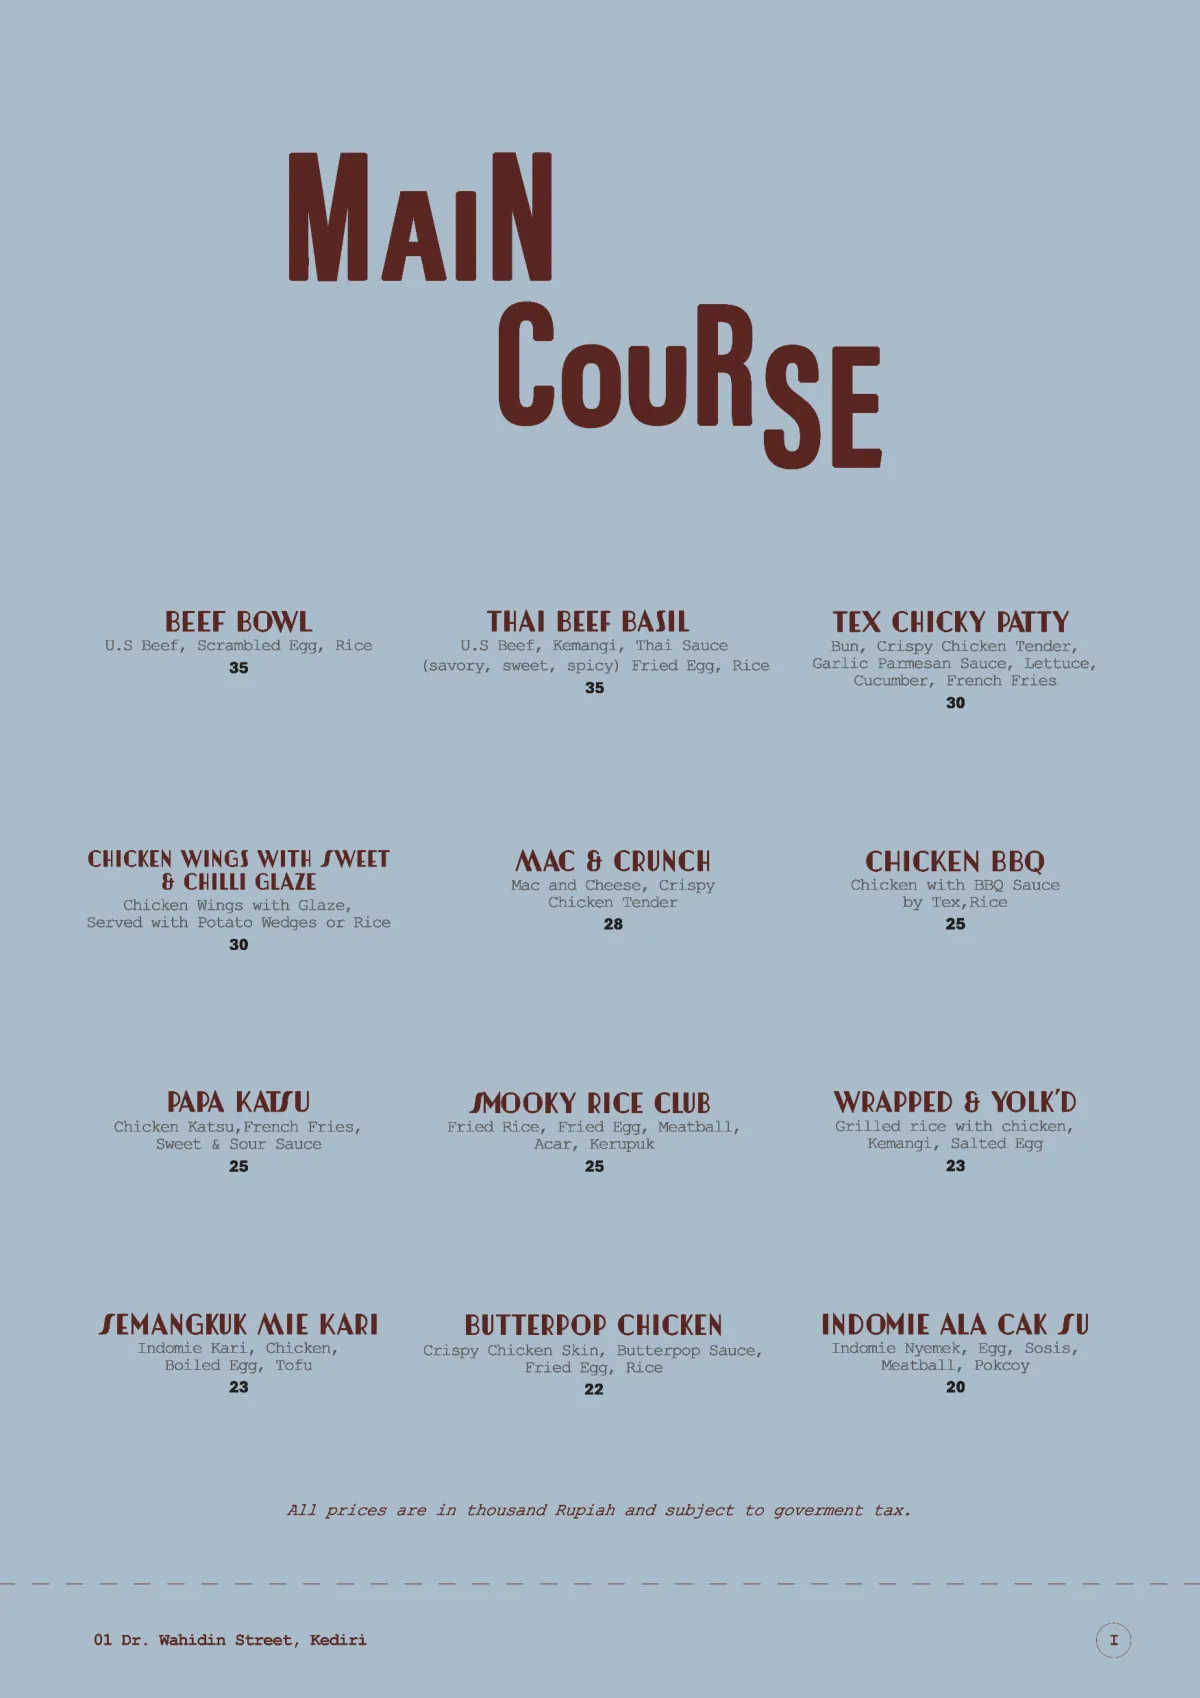 MAIN
COURSE
BEEF BOWL
U.S Beef, Scrambled Egg, Rice
35
THAI BEEF BASIL
U.S Beef, Kemangi, Thai Sauce
(savory, sweet, spicy) Fried Egg, Rice
35
TEX CHICKY PATTY
Bun, Crispy Chicken Tender,
Garlic Parmesan Sauce, Lettuce,
Cucumber, French Fries
30
CHICKEN WINGS WITH SWEET
& CHILLI GLAZE
Chicken Wings with Glaze,
Served with Potato Wedges or Rice
30
MAC & CRUNCH
Mac and Cheese, Crispy
Chicken Tender
28
CHICKEN BBQ
Chicken with BBQ Sauce
by Tex,Rice
25
PAPA KATSU
Chicken Katsu,French Fries,
Sweet & Sour Sauce
25
SMOOKY RICE CLUB
Fried Rice, Fried Egg, Meatball,
Acar, Kerupuk
25
WRAPPED & YOLK'D
Grilled rice with chicken,
Kemangi, Salted Egg
23
SEMANGKUK MIE KARI
Indomie Kari, Chicken,
Boiled Egg, Tofu
23
BUTTERPOP CHICKEN
Crispy Chicken Skin, Butterpop Sauce,
Fried Egg, Rice
22
INDOMIE ALA CAK SU
Indomie Nyemek, Egg, Sosis,
Meatball, Pokcoy
20
All prices are in thousand Rupiah and subject to goverment tax.
01 Dr. Wahidin Street, Kediri
I